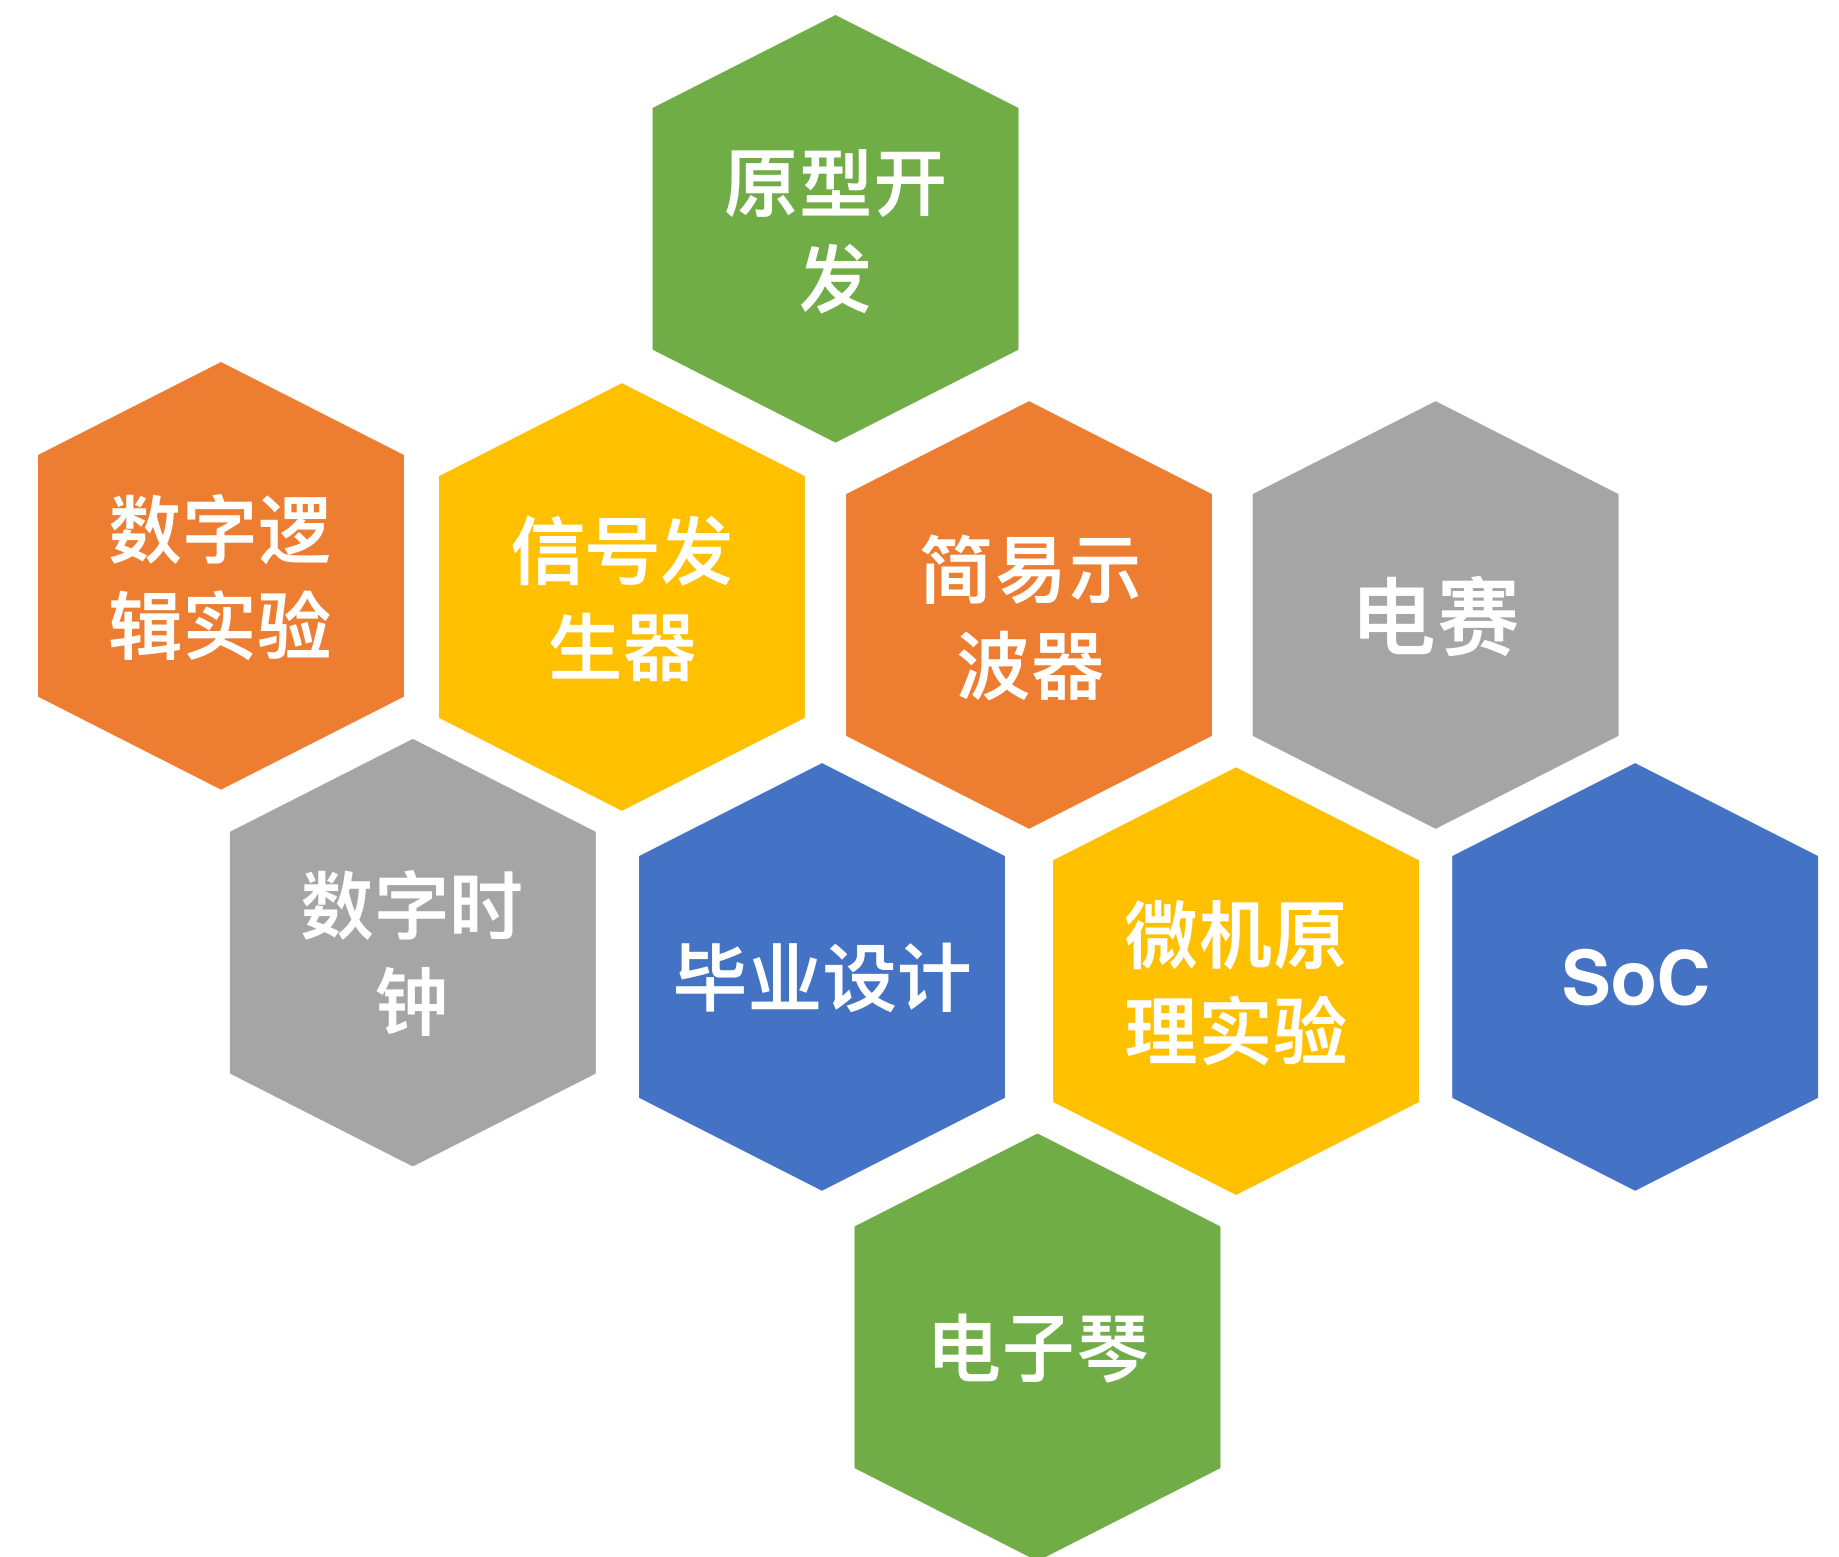 原型开
发
数字逻
辑实验
信号发
生器
简易示
波器
电赛
数字时
钟
毕业设计
微机原
理实验
SoC
电子琴